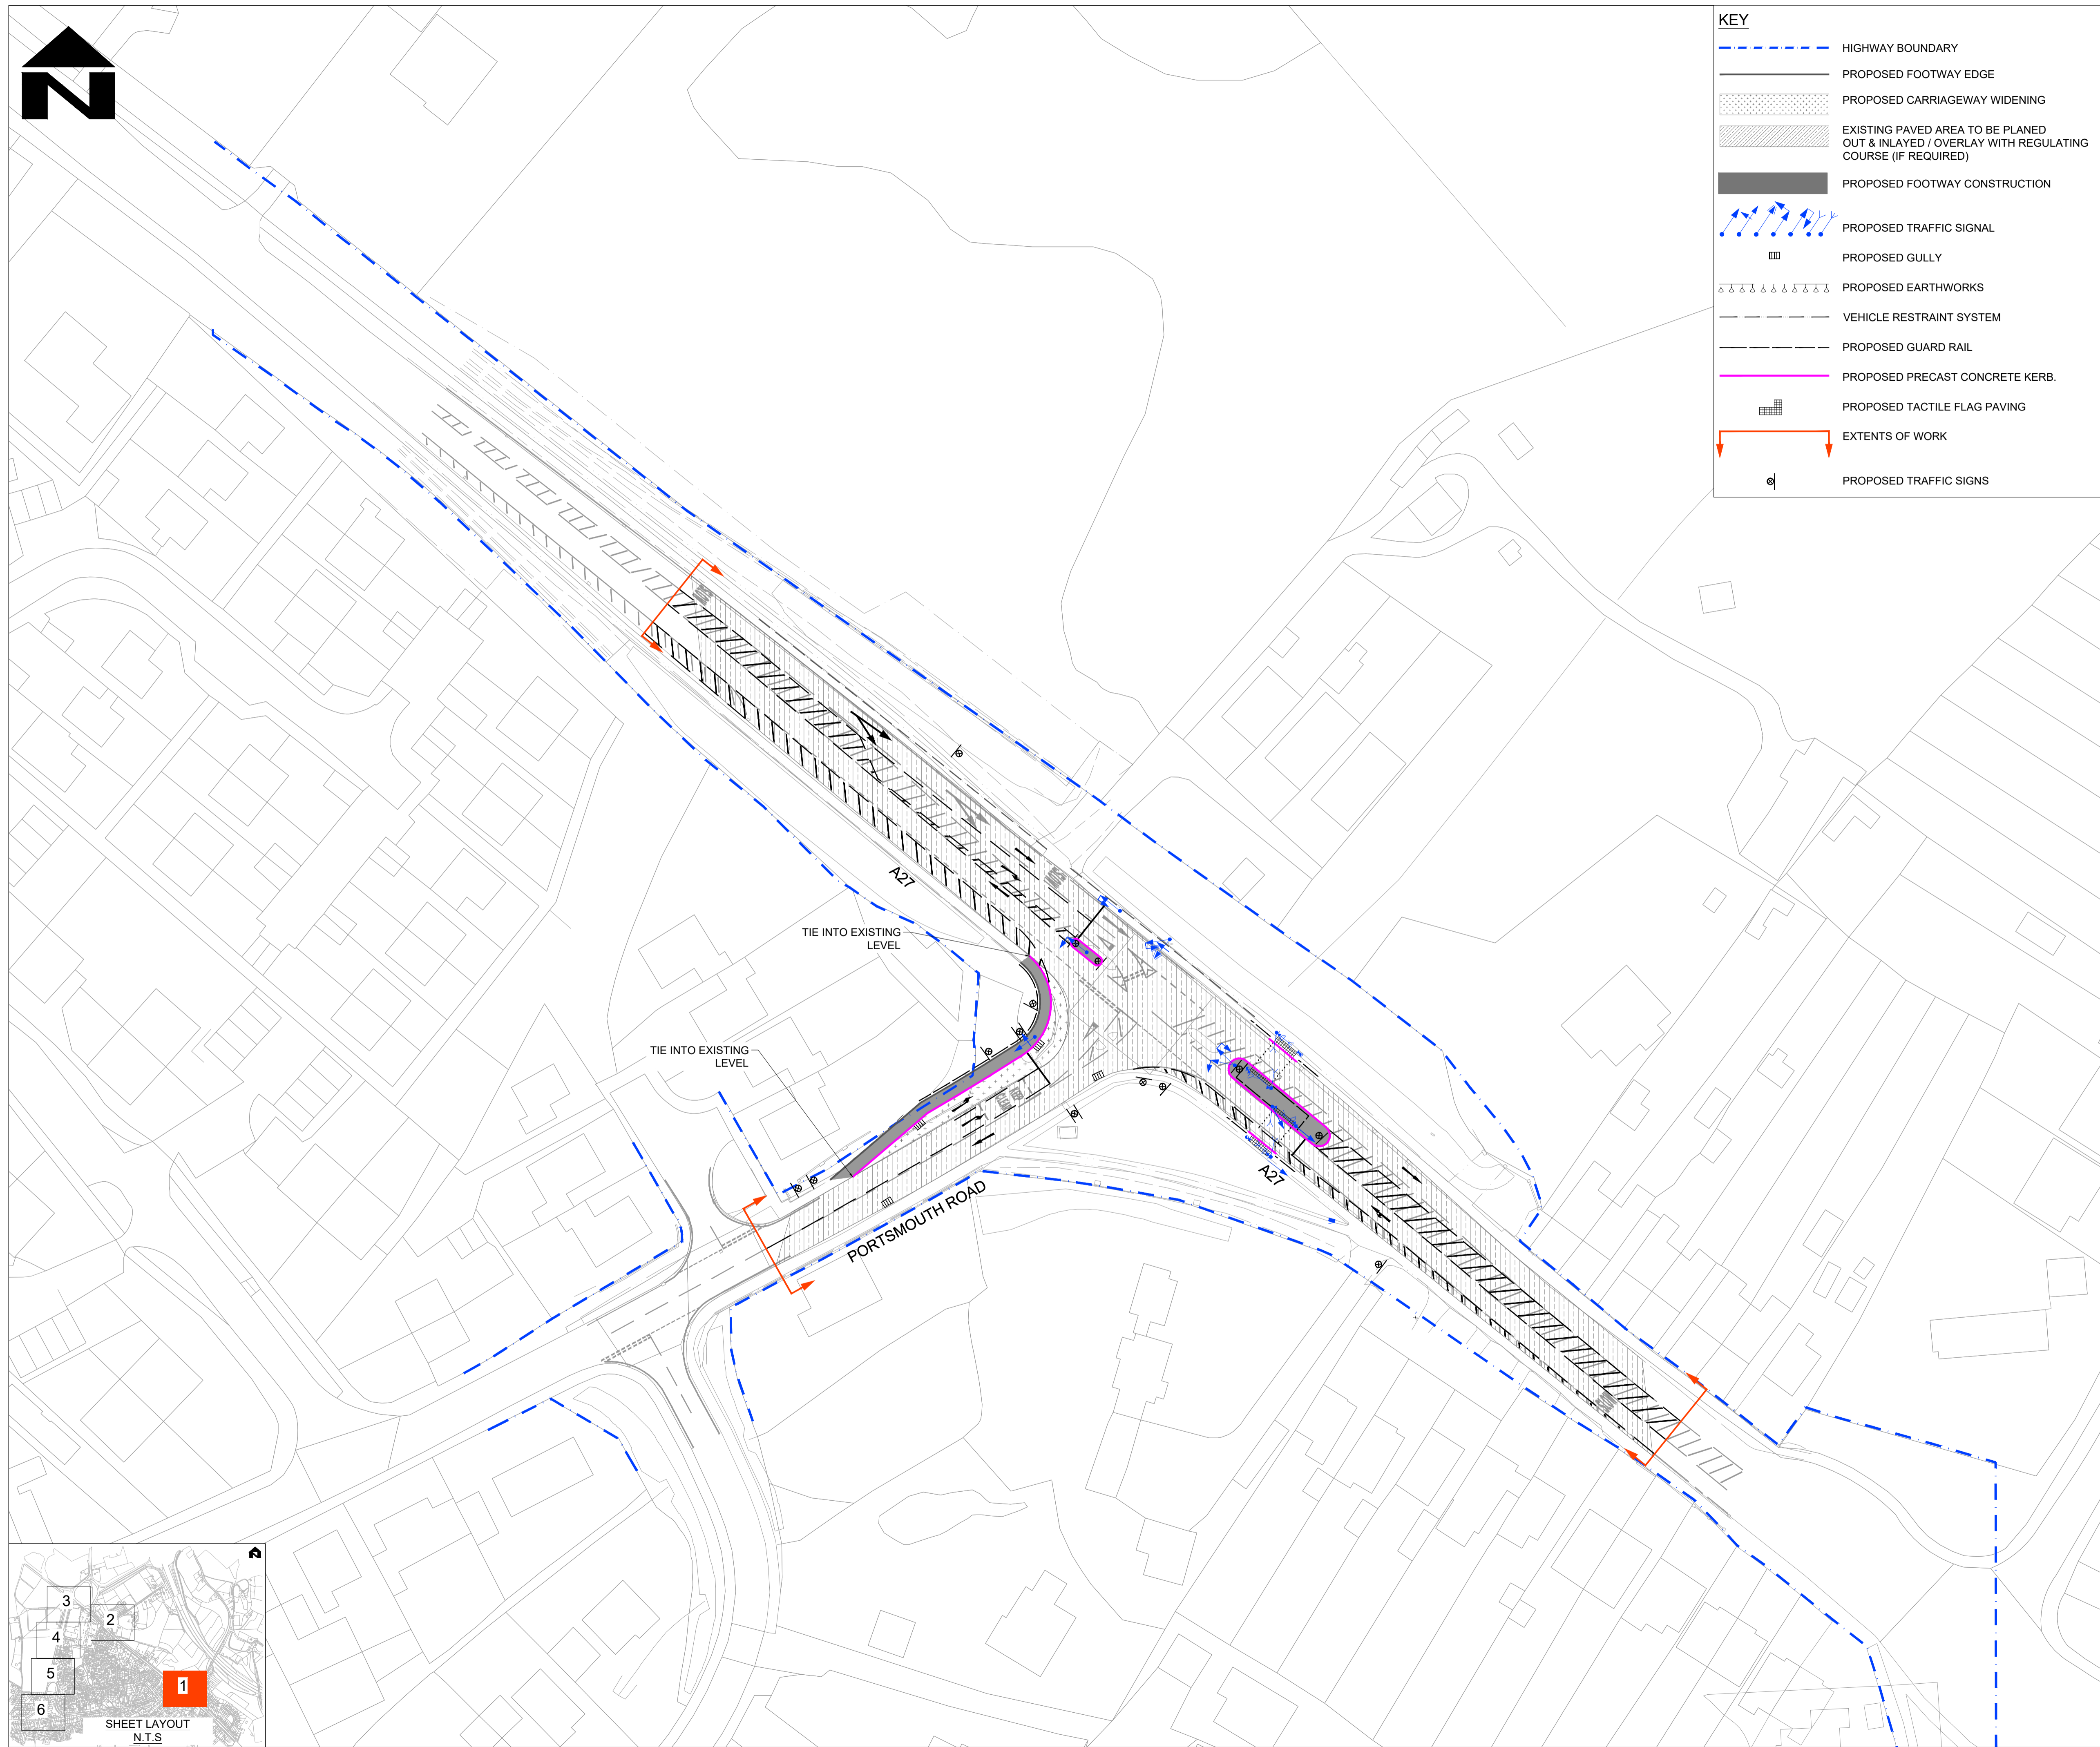 N
KEY
HIGHWAY BOUNDARY
PROPOSED FOOTWAY EDGE
PROPOSED CARRIAGEWAY WIDENING
EXISTING PAVED AREA TO BE PLANED
OUT & INLAYED / OVERLAY WITH REGULATING
COURSE (IF REQUIRED)
PROPOSED FOOTWAY CONSTRUCTION
PROPOSED TRAFFIC SIGNAL
PROPOSED GULLY
PROPOSED EARTHWORKS
VEHICLE RESTRAINT SYSTEM
PROPOSED GUARD RAIL
PROPOSED PRECAST CONCRETE KERB.
PROPOSED TACTILE FLAG PAVING
EXTENTS OF WORK
PROPOSED TRAFFIC SIGNS
A27
TIE INTO EXISTING
LEVEL
TIE INTO EXISTING
LEVEL
KEEP
CLEAR
A27
PORTSMOUTH ROAD
N
3
2
4
5
1
6
SHEET LAYOUT
N.T.S